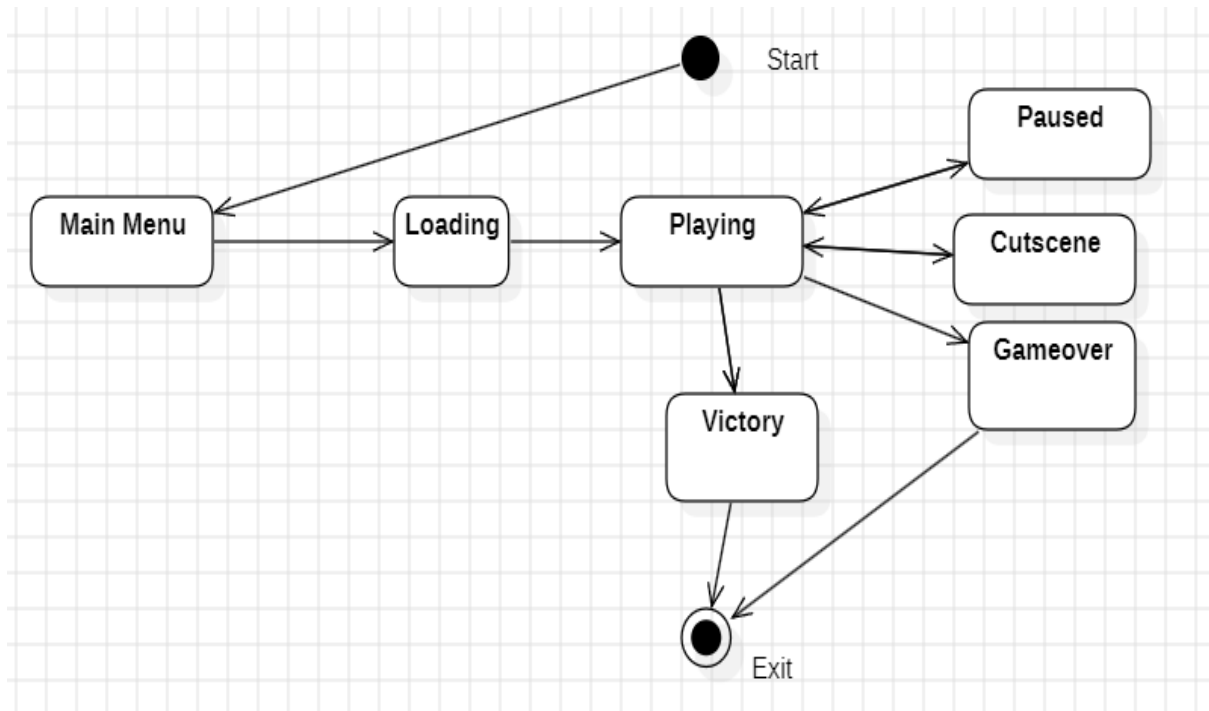 Start
Paused
Main Menu
Loading
Playing
Cutscene
Gameover
Victory
Exit